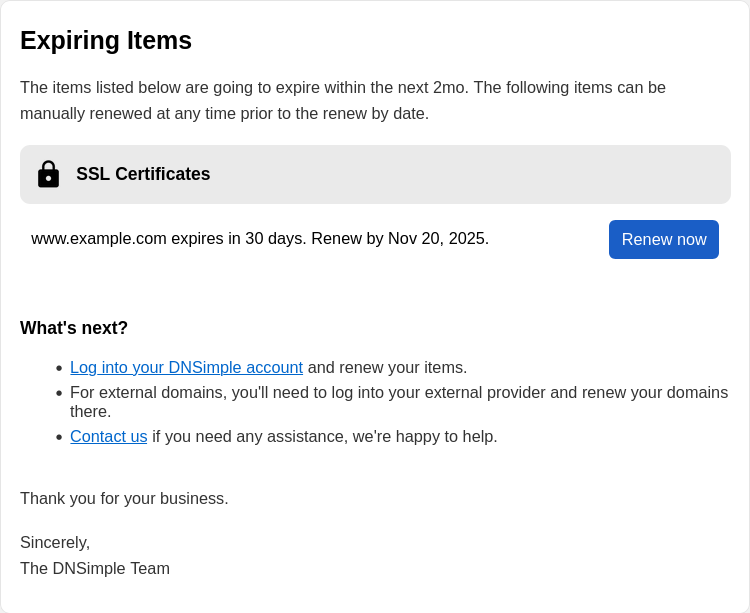 Expiring Items
The items listed below are going to expire within the next 2mo. The following items can be
manually renewed at any time prior to the renew by date.
SSL Certificates
www.example.com expires in 30 days. Renew by Nov 20, 2025.
Renew now
What's next?
• Log into your DNSimple account and renew your items.
• For external domains, you'll need to log into your external provider and renew your domains
there.
• Contact us if you need any assistance, we're happy to help.
Thank you for your business.
Sincerely,
The DNSimple Team